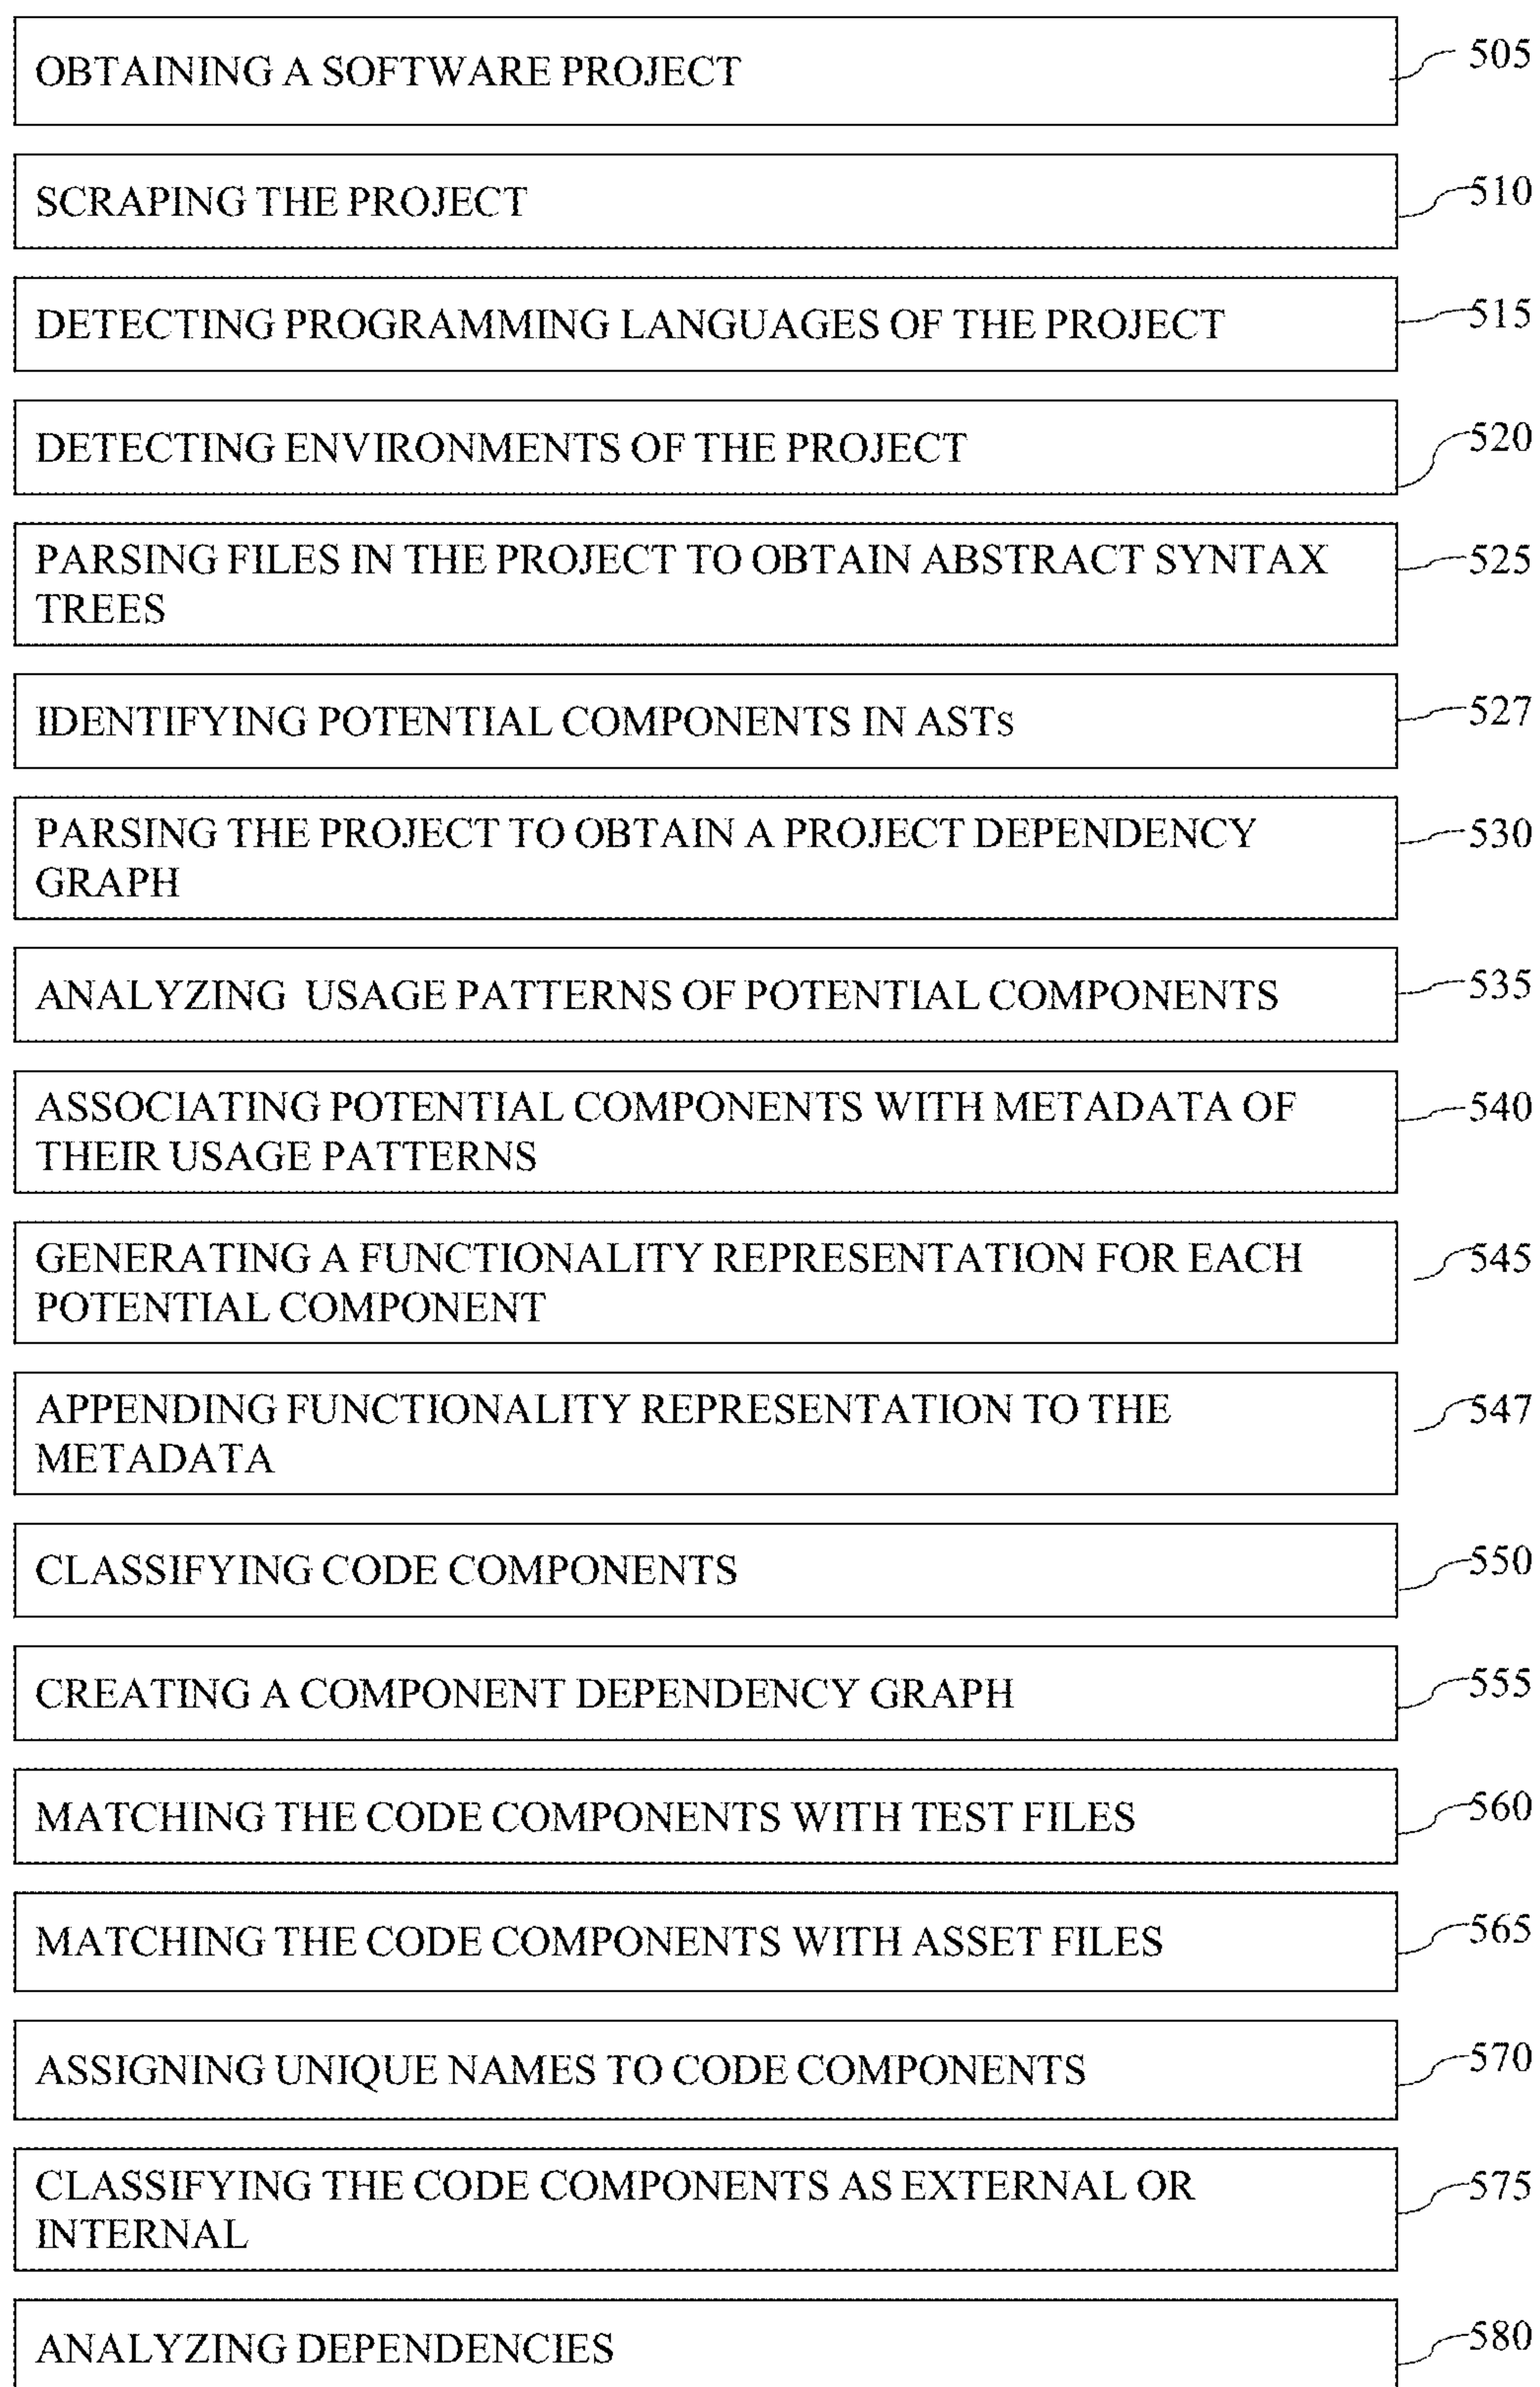 OBTAINING A SOFTWARE PROJECT 505
SCRAPING THE PROJECT 510
DETECTING PROGRAMMING LANGUAGES OF THE PROJECT 515
DETECTING ENVIRONMENTS OF THE PROJECT 520
PARSING FILES IN THE PROJECT TO OBTAIN ABSTRACT SYNTAX 525
TREES
IDENTIFYING POTENTIAL COMPONENTS IN ASTs 527
PARSING THE PROJECT TO OBTAIN A PROJECT DEPENDENCY 530
GRAPH
ANALYZING USAGE PATTERNS OF POTENTIAL COMPONENTS 535
ASSOCIATING POTENTIAL COMPONENTS WITH METADATA OF 540
THEIR USAGE PATTERNS
GENERATING A FUNCTIONALITY REPRESENTATION FOR EACH 545
POTENTIAL COMPONENT
APPENDING FUNCTIONALITY REPRESENTATION TO THE 547
METADATA
CLASSIFYING CODE COMPONENTS 550
CREATING A COMPONENT DEPENDENCY GRAPH 555
MATCHING THE CODE COMPONENTS WITH TEST FILES 560
MATCHING THE CODE COMPONENTS WITH ASSET FILES 565
ASSIGNING UNIQUE NAMES TO CODE COMPONENTS 570
CLASSIFYING THE CODE COMPONENTS AS EXTERNAL OR 575
INTERNAL
ANALYZING DEPENDENCIES 580